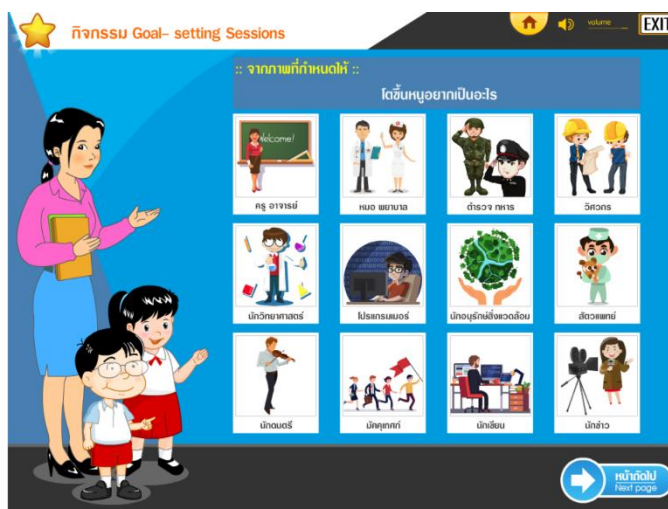 กิจกรรม Goal– setting Sessions
volume
EXIT
:: จากภาพที่กำหนดให้ ::
โตขึ้นหนูอยากเป็นอะไร
Welcome!
ครู อาจารย์
หมอ พยาบาล
ตำรวจ ทหาร
วิศวกร
นักวิทยาศาสตร์
โปรแกรมเมอร์
นักอนุรักษ์สิ่งแวดล้อม
สัตวแพทย์
นักดนตรี
มัคคุเทศก์
นักเขียน
นักข่าว
หน้าถัดไป
Next page